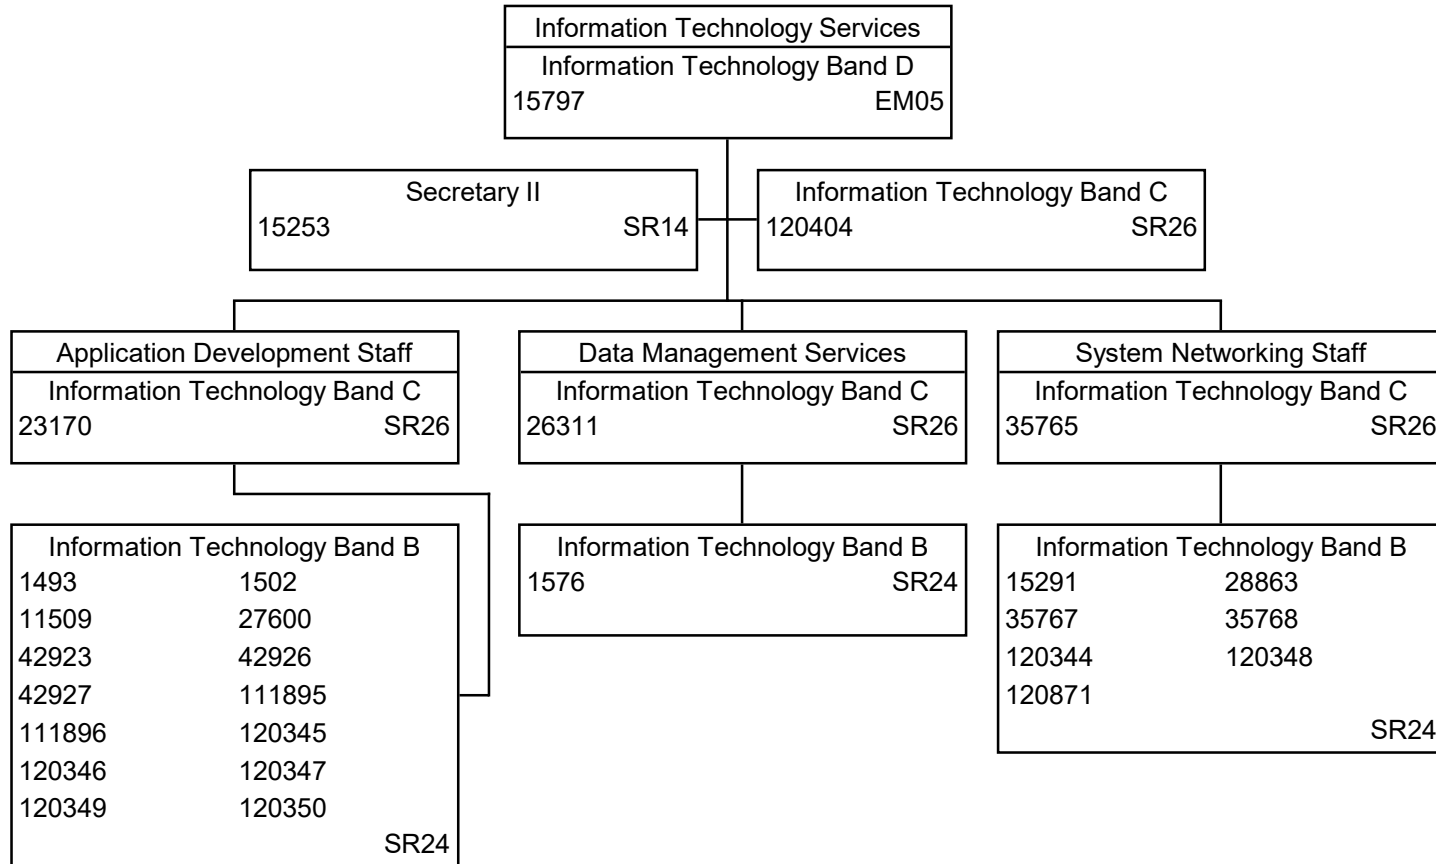 Information Technology Services
Information Technology Band D
15797 EM05
Secretary II
15253 SR14
Information Technology Band C
120404 SR26
Application Development Staff
Information Technology Band C
23170 SR26
Data Management Services
Information Technology Band C
26311 SR26
System Networking Staff
Information Technology Band C
35765 SR26
Information Technology Band B
1493 1502
11509 27600
42923 42926
42927 111895
111896 120345
120346 120347
120349 120350
SR24
Information Technology Band B
1576 SR24
Information Technology Band B
15291 28863
35767 35768
120344 120348
120871
SR24